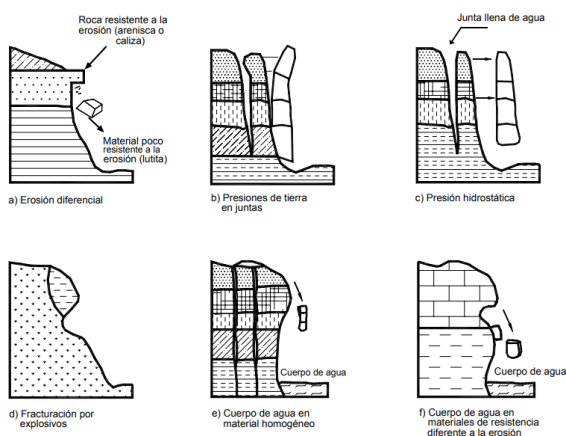 Roca resistente a la
erosión (arenisca o
caliza)
Material poco
resistente a la
erosión (lutita)
a) Erosión diferencial
b) Presiones de tierra
en juntas
Junta llena de agua
c) Presión hidrostática
d) Fracturación por
explosivos
Cuerpo de agua
e) Cuerpo de agua en
material homogéneo
Cuerpo de agua
f) Cuerpo de agua en
materiales de resistencia
diferente a la erosión